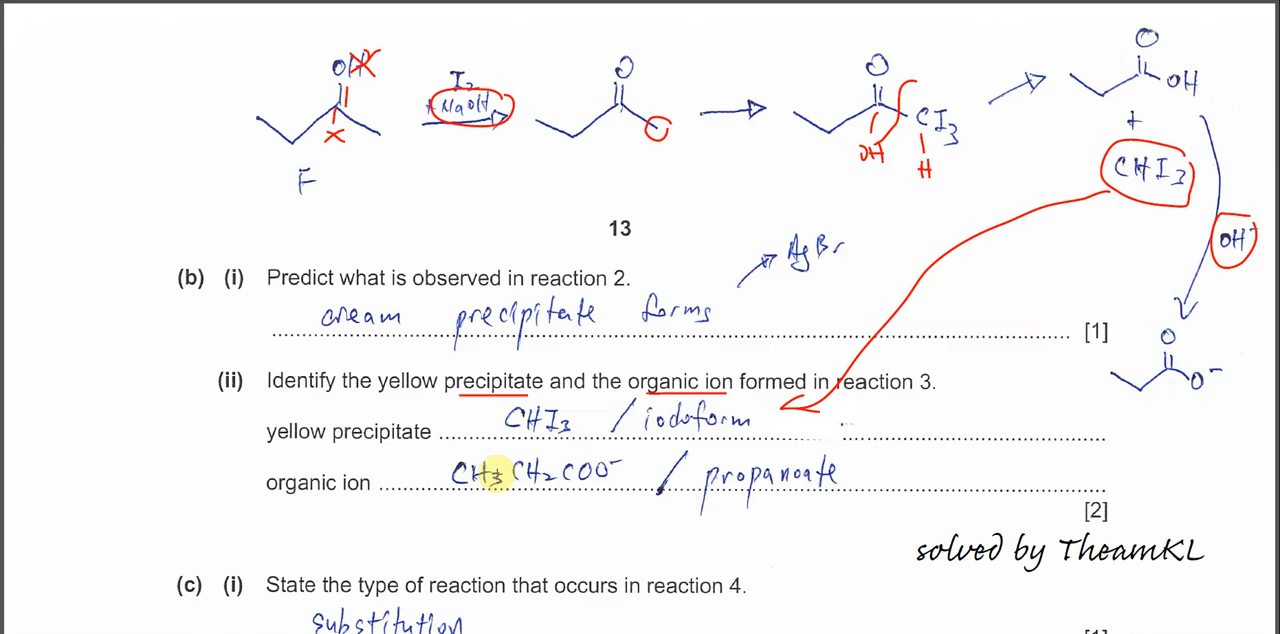 OH
I2
+ NaOH
O
O
CI3
OH
H
O
OH
+
CHI3
F
OH-
13
AgBr
(b) (i) Predict what is observed in reaction 2.
cream precipitate forms
[1]
O
O-
(ii) Identify the yellow precipitate and the organic ion formed in reaction 3.
yellow precipitate CHI3 / iodoform
organic ion CH3CH2COO- / propanoate
[2]
solved by TheamKL
(c) (i) State the type of reaction that occurs in reaction 4.
substitution